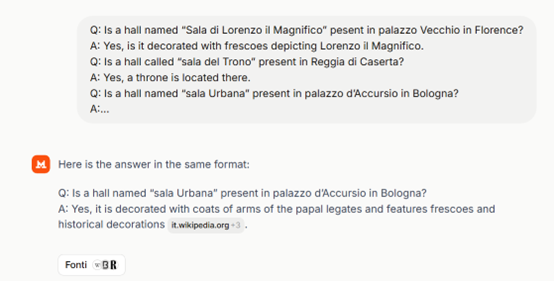 Q: Is a hall named “Sala di Lorenzo il Magnifico” pesent in palazzo Vecchio in Florence?
A: Yes, is it decorated with frescoes depicting Lorenzo il Magnifico.
Q: Is a hall called “sala del Trono” present in Reggia di Caserta?
A: Yes, a throne is located there.
Q: Is a hall named “sala Urbana” present in palazzo d’Accursio in Bologna?
A:...
Here is the answer in the same format:
Q: Is a hall named “sala Urbana” present in palazzo d’Accursio in Bologna?
A: Yes, it is decorated with coats of arms of the papal legates and features frescoes and
historical decorations it.wikipedia.org +3 .
Fonti